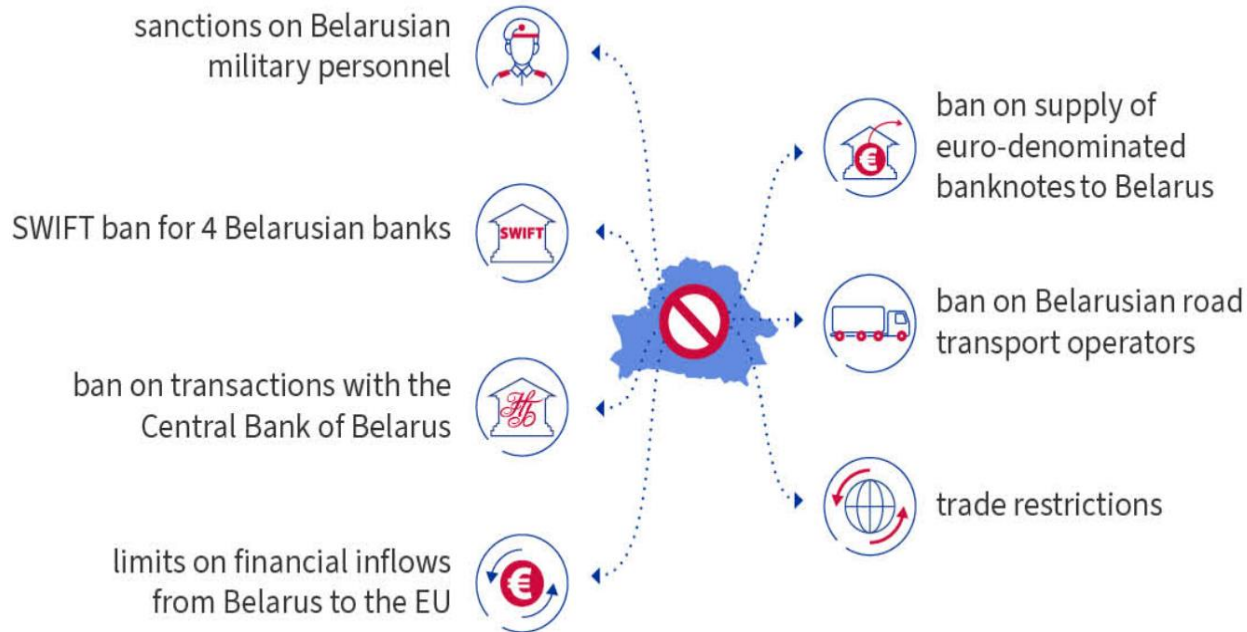 sanctions on Belarusian
military personnel
SWIFT ban for 4 Belarusian banks
SWIFT
ban on transactions with the
Central Bank of Belarus
НБ
limits on financial inflows
from Belarus to the EU
€
ban on supply of
euro-denominated
banknotes to Belarus
€
ban on Belarusian road
transport operators
trade restrictions